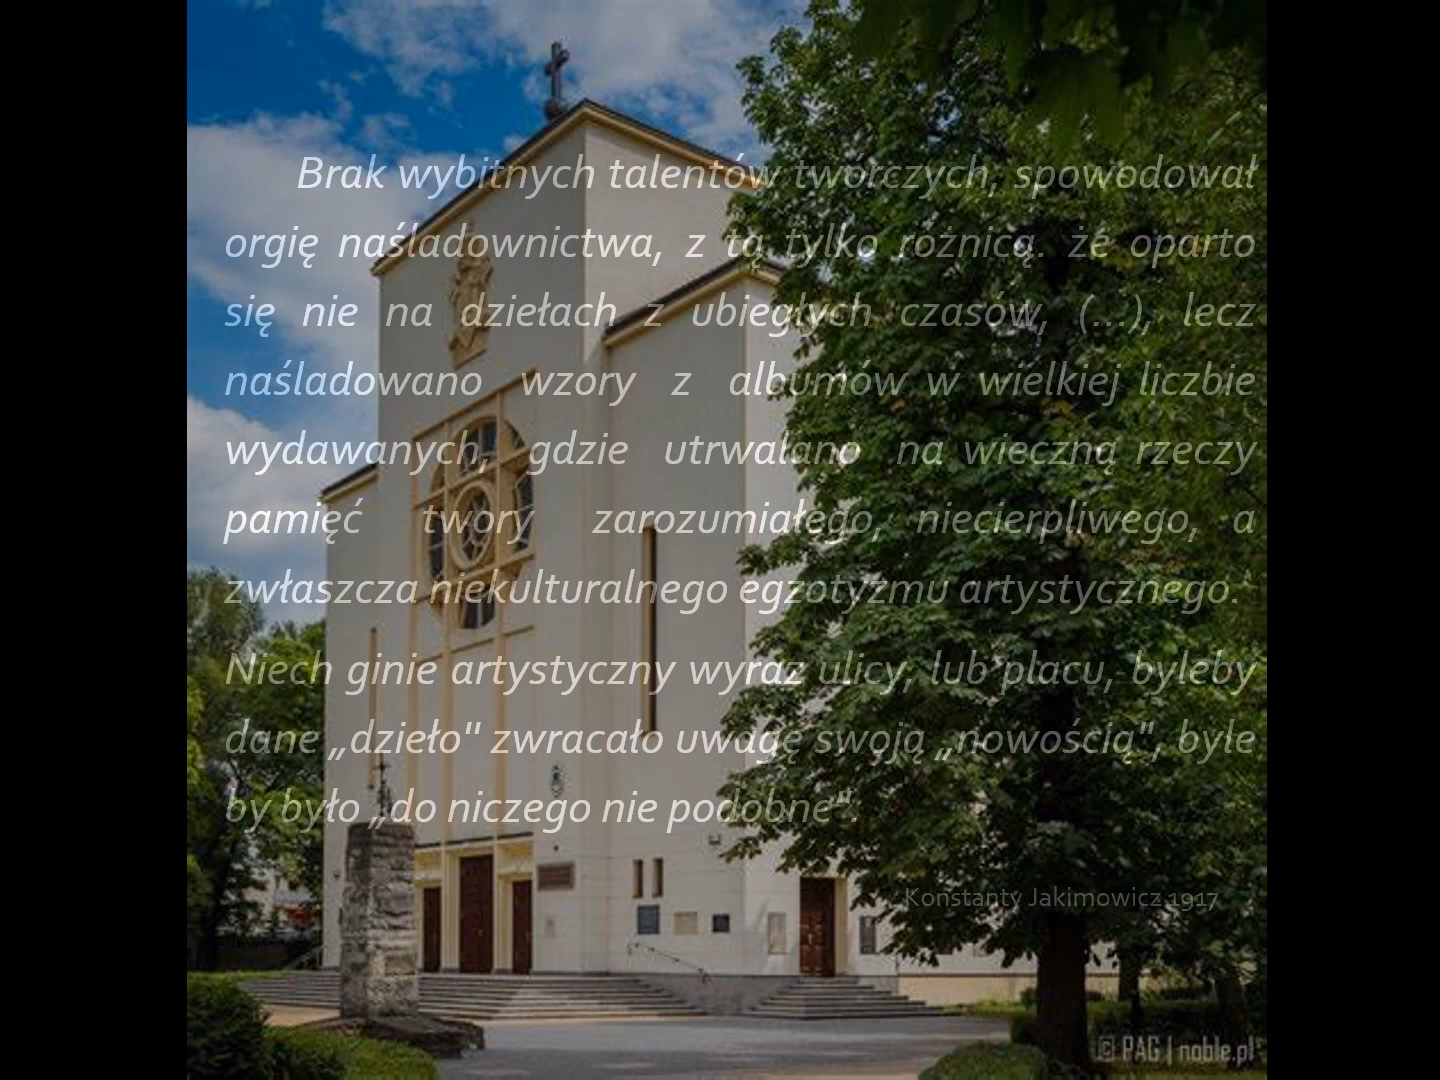 Brak wybitnych talentów twórczych, spowodował
orgię naśladownictwa, z tą tylko różnicą. że oparto
się nie na dziełach z ubiegłych czasów, (...), lecz
naśladowano wzory z albumów w wielkiej liczbie
wydawanych, gdzie utrwalano na wieczną rzeczy
pamięć twory zarozumiałego, niecierpliwego, a
zwłaszcza niekulturalnego egzotyzmu artystycznego.
Niech ginie artystyczny wyraz ulicy, lub placu, byleby
dane „dzieło" zwracało uwagę swoją „nowością", byle
by było „do niczego nie podobne".
Konstanty Jakimowicz 1917
© PAG | noble.pl